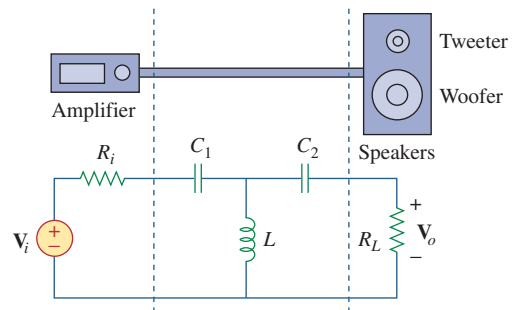 Tweeter
Woofer
Amplifier
Speakers
R_i
C_1
C_2
+
−
V_i
L
R_L
+
V_o
−